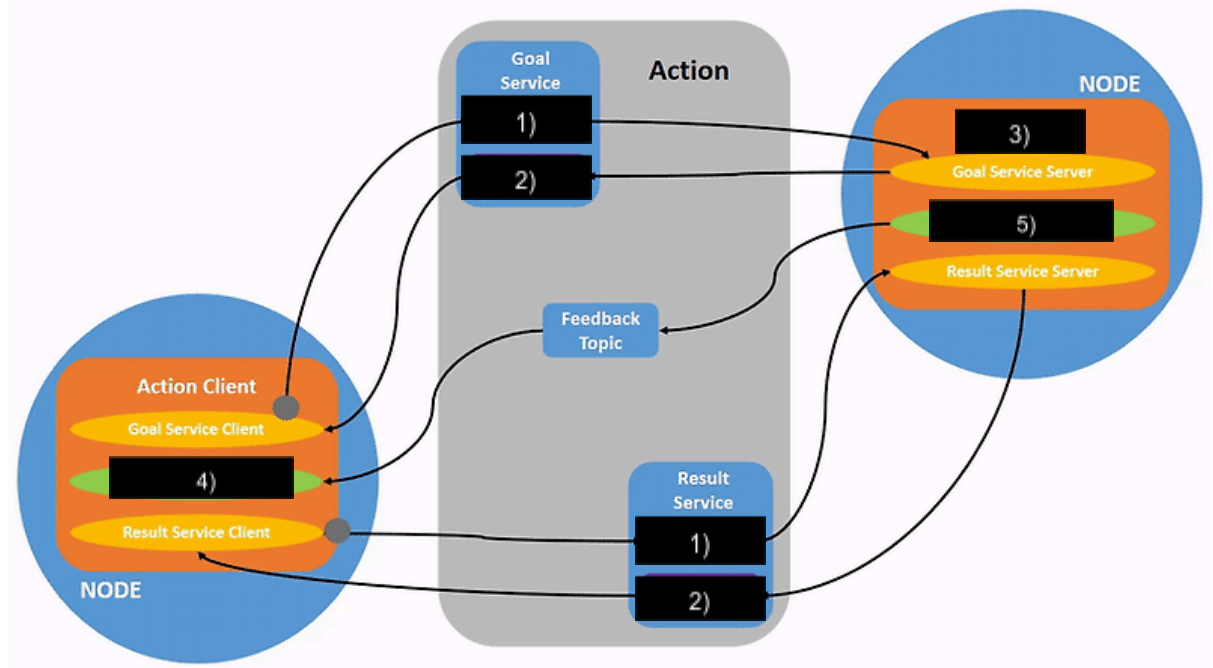 Goal
Service
1)
2)
Action
NODE
3)
Goal Service Server
5)
Result Service Server
Feedback
Topic
Action Client
Goal Service Client
4)
Result Service Client
NODE
Result
Service
1)
2)